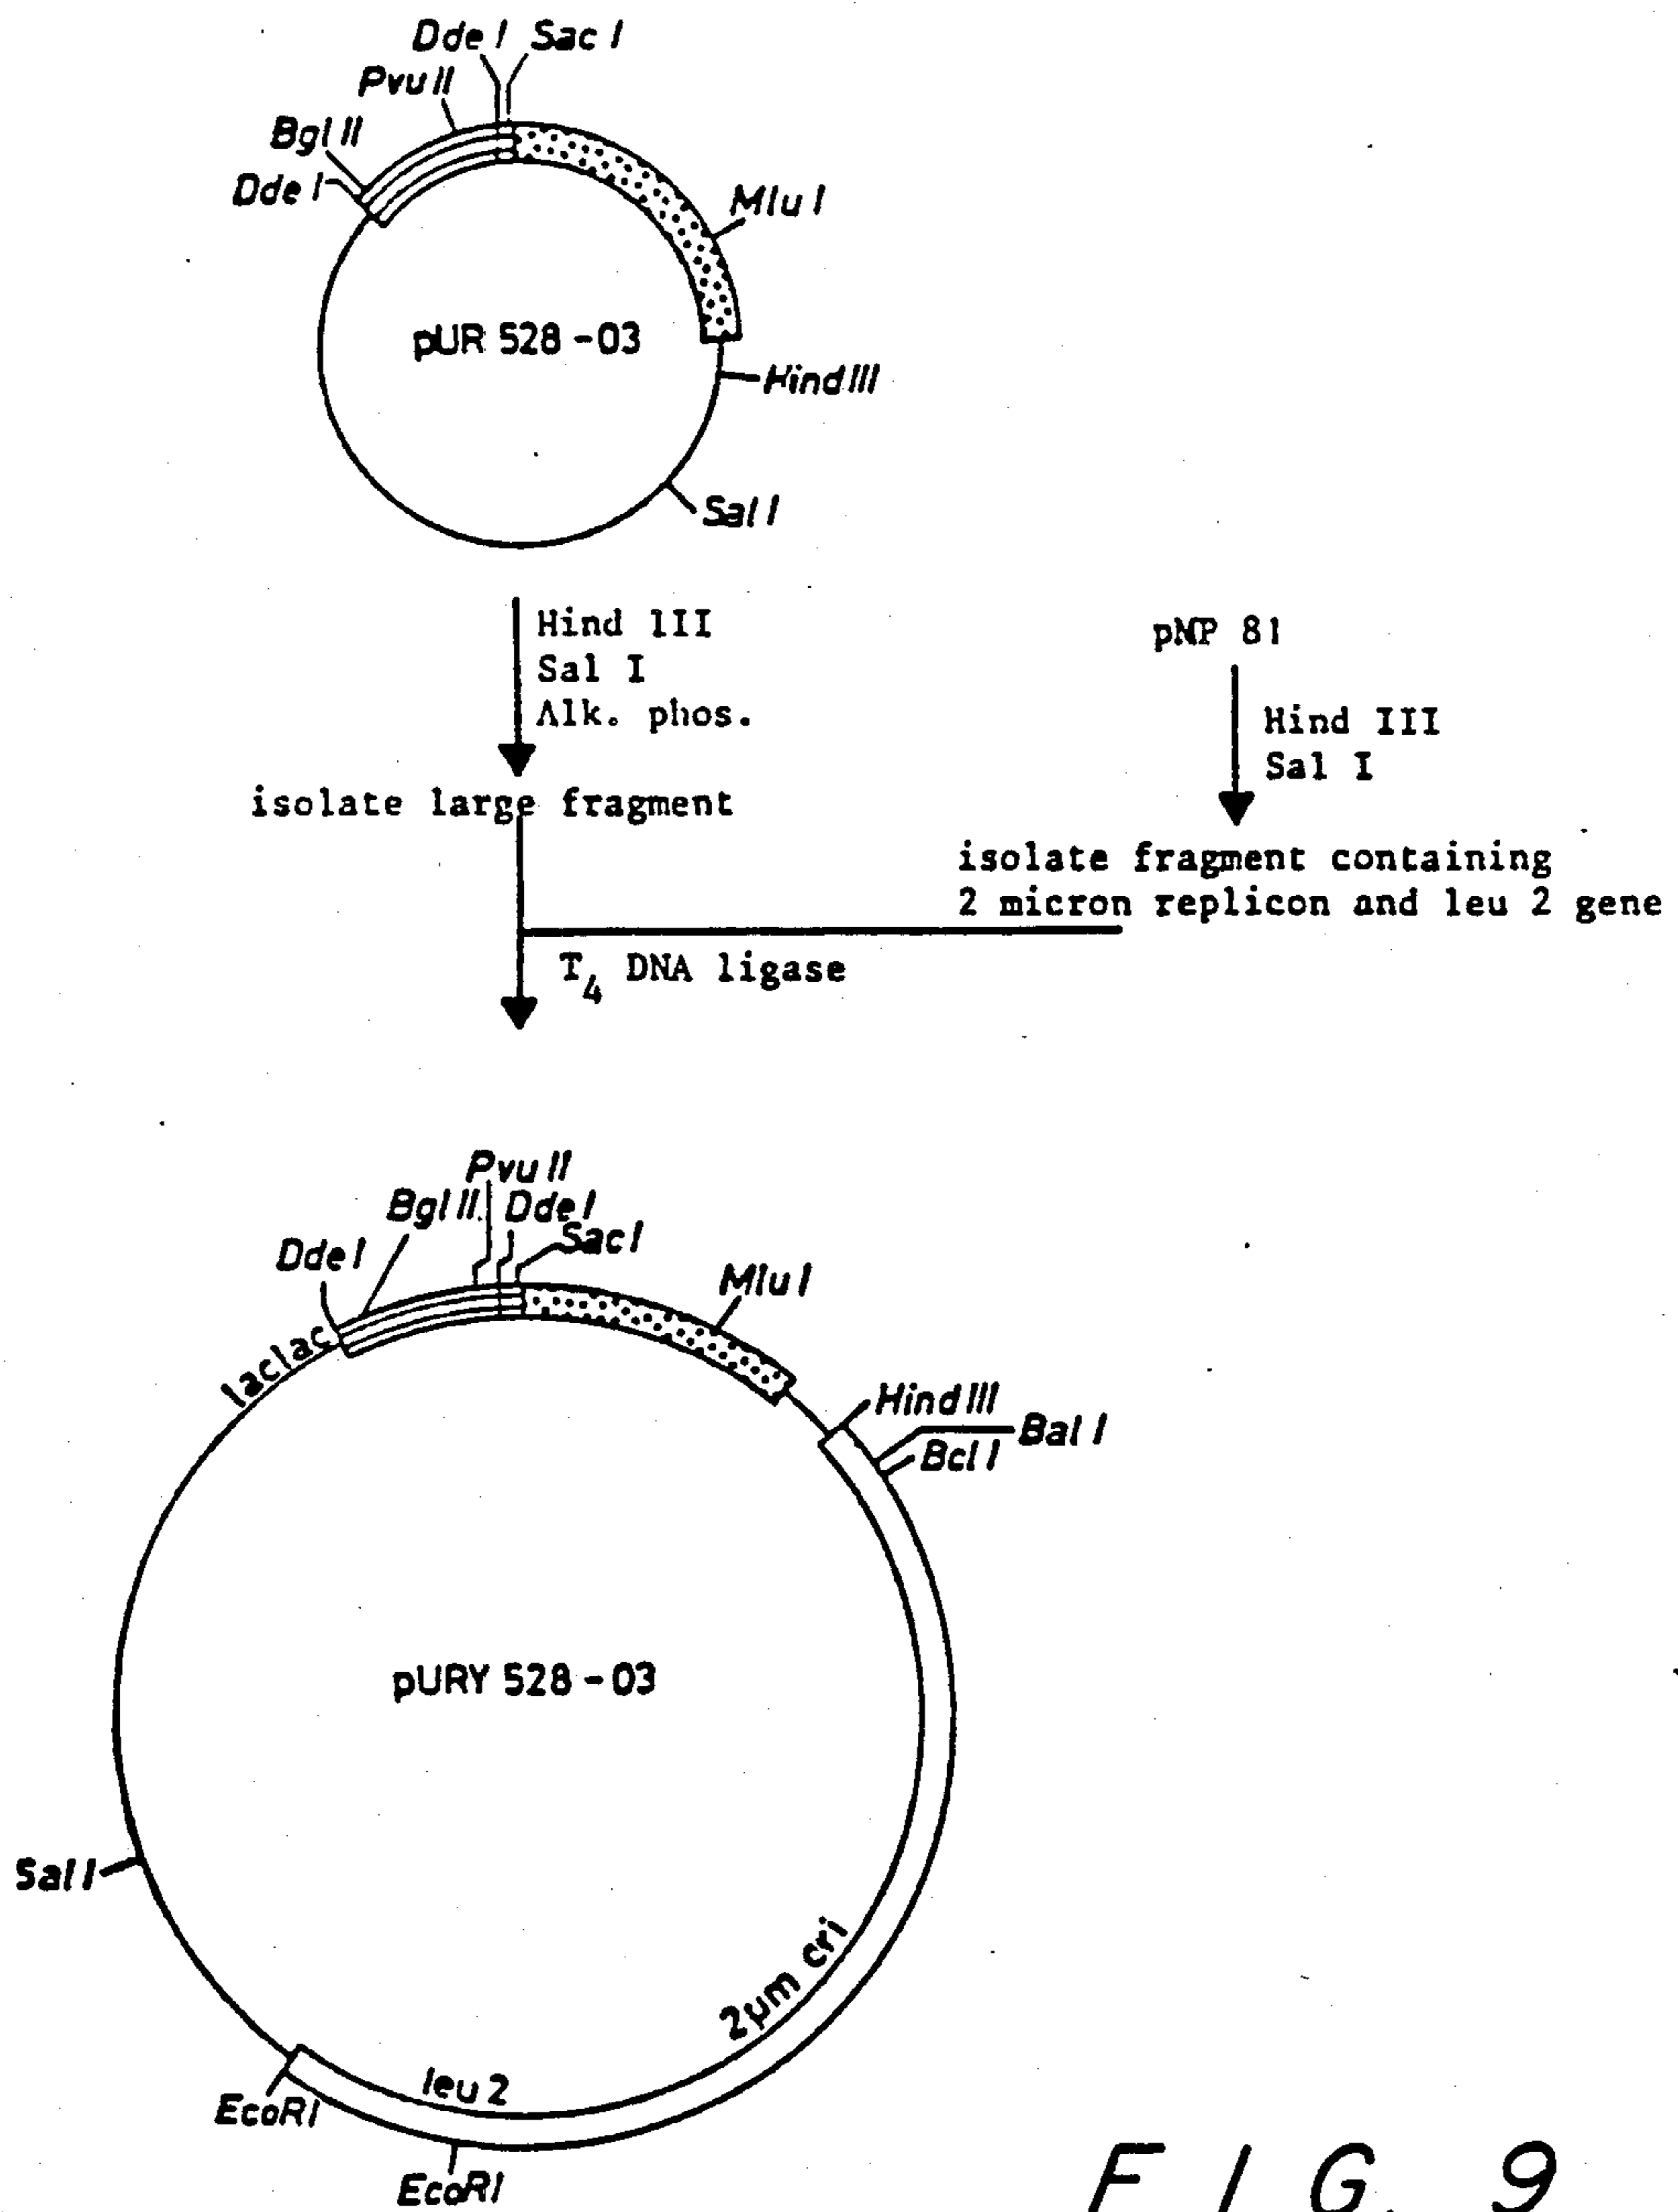 Dde I Sac I
Pvu II
Bgl II
Dde I
Mlu I
pUR 528-03
Hind III
Sal I
Hind III
Sal I
Alk. phos.
pMP 81
Hind III
Sal I
isolate large fragment
isolate fragment containing
2 micron replicon and leu 2 gene
T4 DNA ligase
Pvu II
Bgl II Dde I
Sac I
Dde I
Mlu I
laclac
Hind III
Bal I
Bcl I
pURY 528-03
Sal I
2µm cri
leu 2
EcoRI
EcoRI
FIG. 9